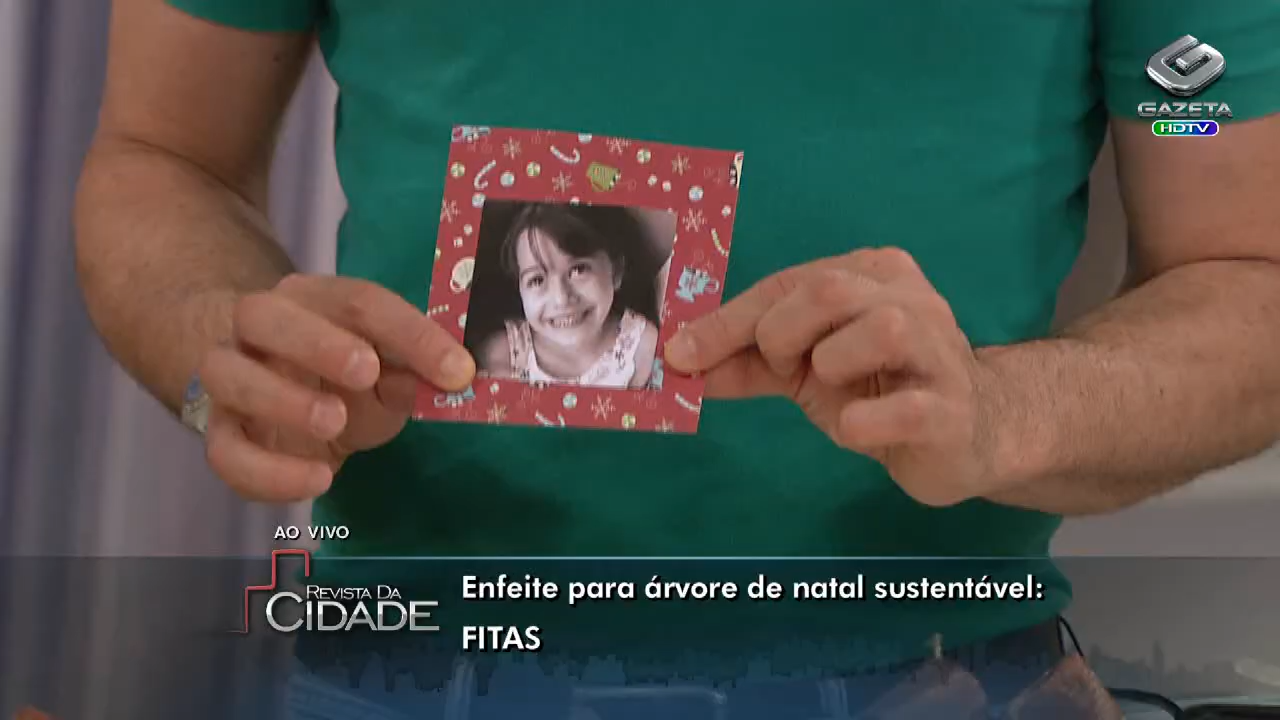 GAZETA
HDTV
AO VIVO
REVISTA DA
CIDADE
Enfeite para árvore de natal sustentável:
FITAS